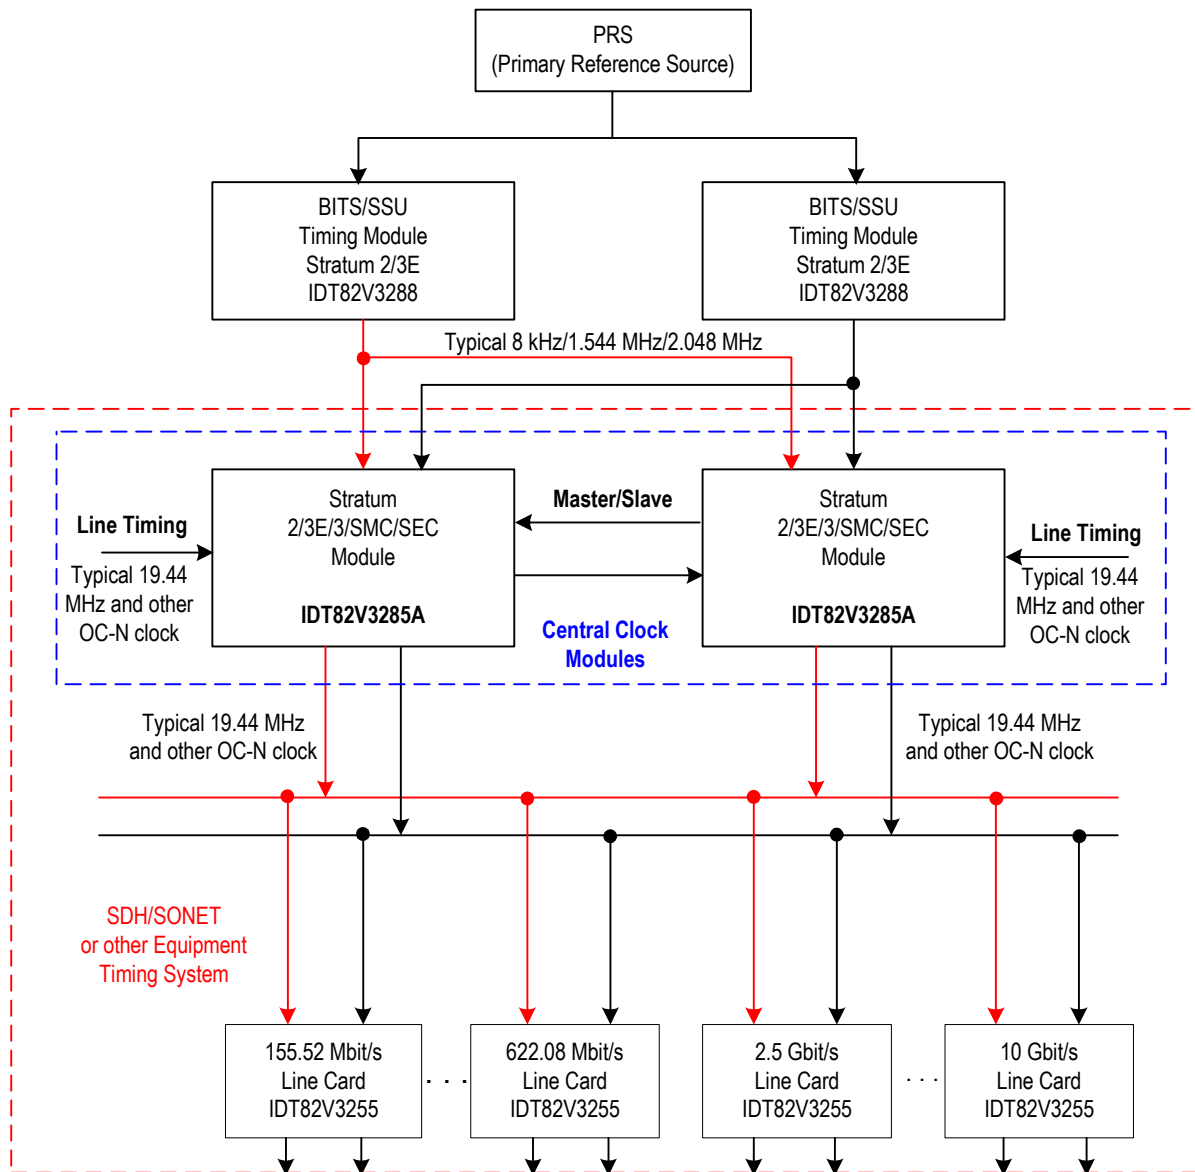 PRS
(Primary Reference Source)
BITS/SSU
Timing Module
Stratum 2/3E
IDT82V3288
BITS/SSU
Timing Module
Stratum 2/3E
IDT82V3288
Typical 8 kHz/1.544 MHz/2.048 MHz
Line Timing
Typical 19.44
MHz and other
OC-N clock
Stratum
2/3E/3/SMC/SEC
Module
IDT82V3285A
Master/Slave
Central Clock
Modules
Stratum
2/3E/3/SMC/SEC
Module
IDT82V3285A
Line Timing
Typical 19.44
MHz and other
OC-N clock
Typical 19.44 MHz
and other OC-N clock
Typical 19.44 MHz
and other OC-N clock
SDH/SONET
or other Equipment
Timing System
155.52 Mbit/s
Line Card
IDT82V3255
. . .
622.08 Mbit/s
Line Card
IDT82V3255
2.5 Gbit/s
Line Card
IDT82V3255
. . .
10 Gbit/s
Line Card
IDT82V3255